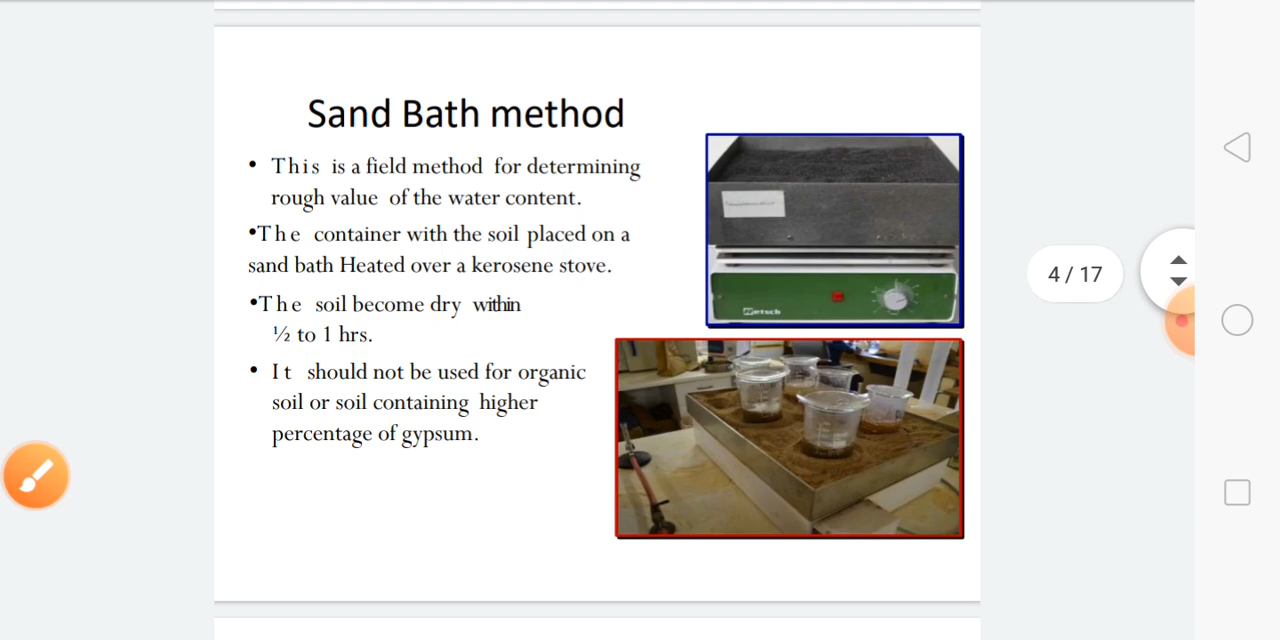 Sand Bath method
• This is a field method for determining
rough value of the water content.
•The container with the soil placed on a
sand bath Heated over a kerosene stove.
•The soil become dry within
½ to 1 hrs.
• It should not be used for organic
soil or soil containing higher
percentage of gypsum.
4 / 17